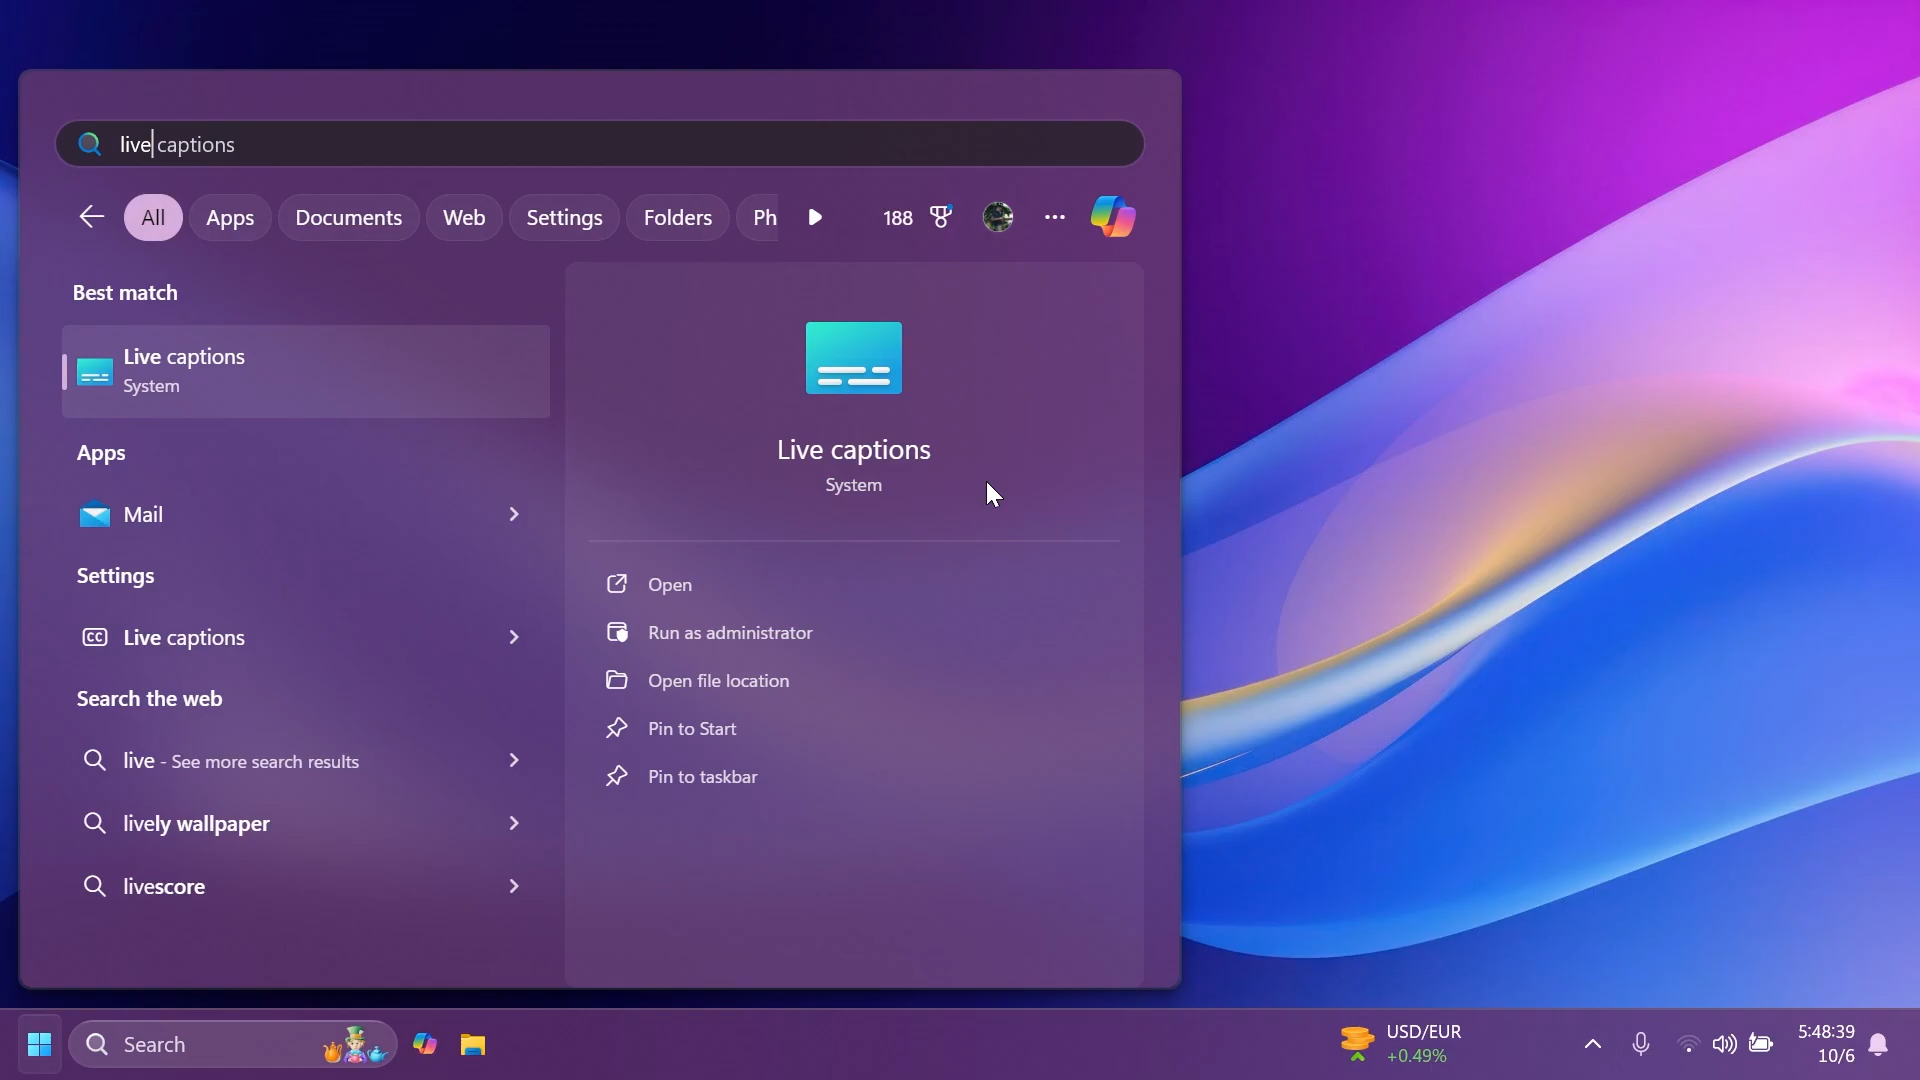 live captions
All
Apps
Documents
Web
Settings
Folders
Ph
188
Best match
Live captions
System
Apps
Mail
Settings
CC
Live captions
Search the web
live - See more search results
lively wallpaper
livescore
Live captions
System
Open
Run as administrator
Open file location
Pin to Start
Pin to taskbar
Search
USD/EUR
+0.49%
5:48:39
10/6